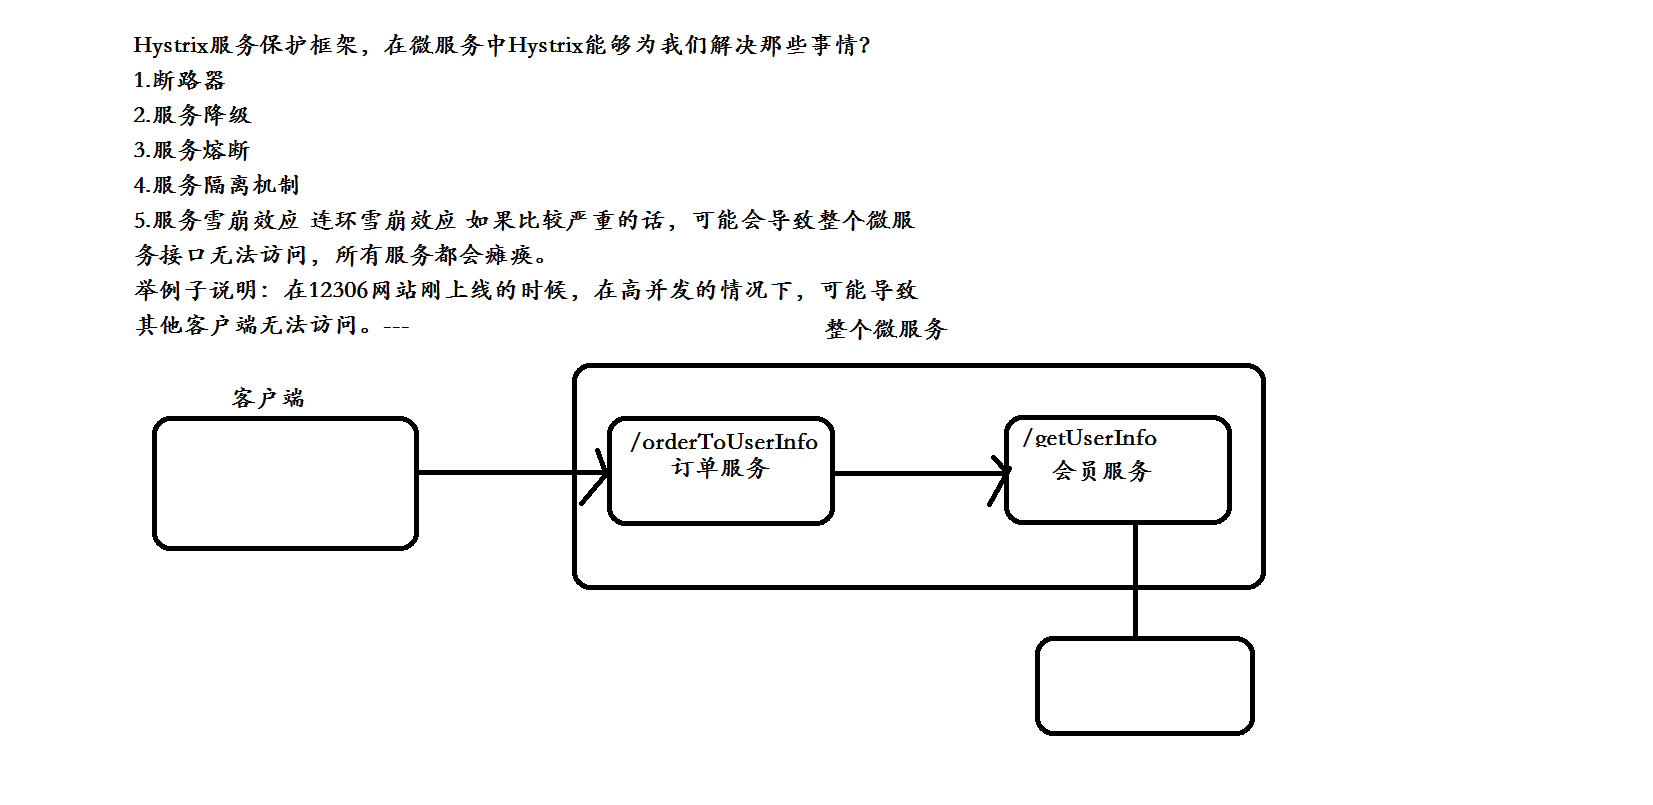 Hystrix服务保护框架，在微服务中Hystrix能够为我们解决那些事情？
1.断路器
2.服务降级
3.服务熔断
4.服务隔离机制
5.服务雪崩效应 连环雪崩效应 如果比较严重的话，可能会导致整个微服
务接口无法访问，所有服务都会瘫痪。
举例子说明：在12306网站刚上线的时候，在高并发的情况下，可能导致
其他客户端无法访问。---
整个微服务
客户端
/orderToUserInfo
订单服务
/getUserInfo
会员服务